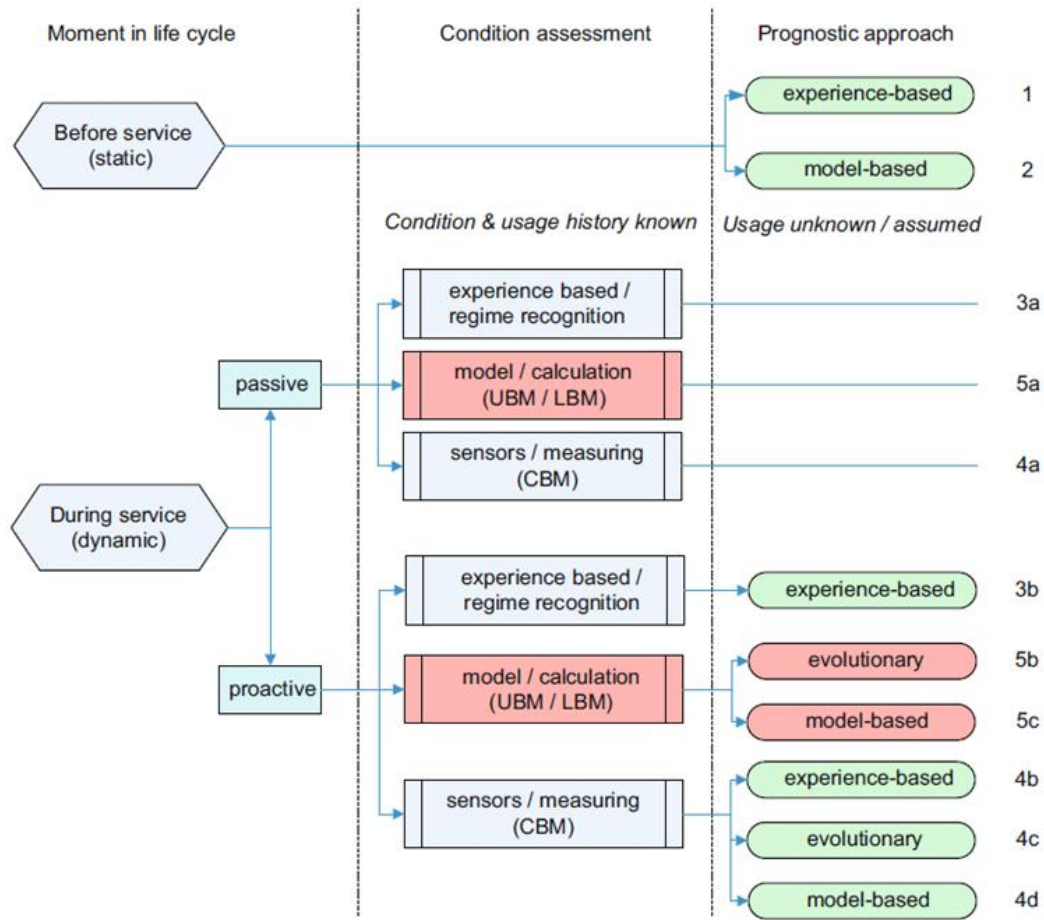 Moment in life cycle
Condition assessment
Prognostic approach
experience-based
1
Before service
(static)
model-based
2
Condition & usage history known
Usage unknown / assumed
experience based /
regime recognition
3a
passive
model / calculation
(UBM / LBM)
5a
sensors / measuring
(CBM)
4a
During service
(dynamic)
experience based /
regime recognition
experience-based
3b
proactive
model / calculation
(UBM / LBM)
evolutionary
5b
model-based
5c
sensors / measuring
(CBM)
experience-based
4b
evolutionary
4c
model-based
4d